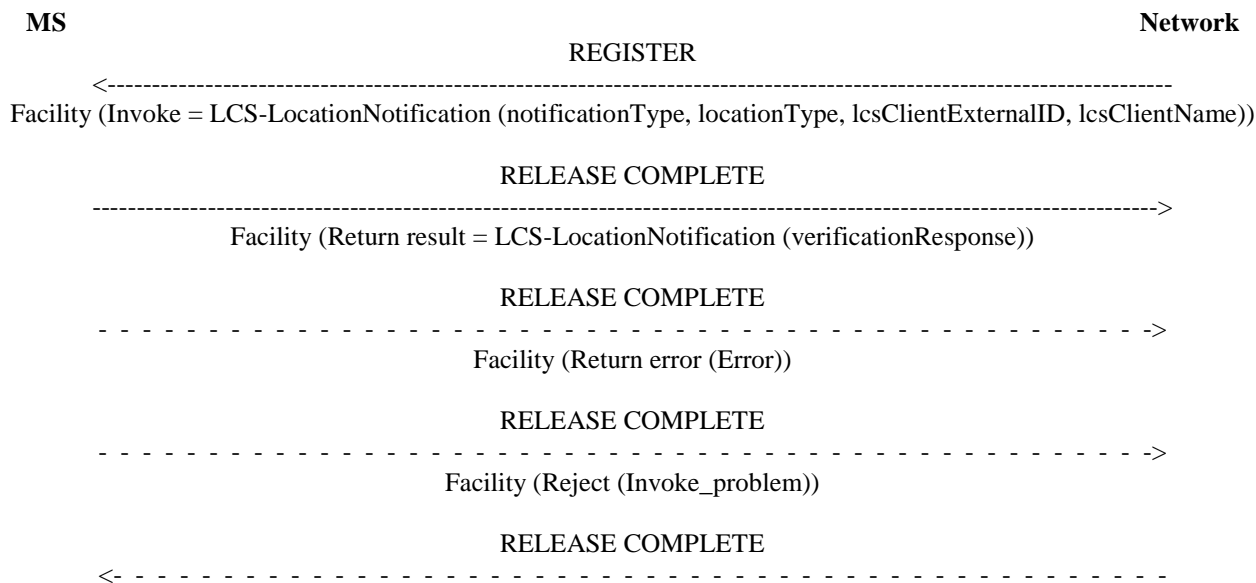 MS Network
REGISTER
<------------------------------------------------------------------------------------------------------------------------
Facility (Invoke = LCS-LocationNotification (notificationType, locationType, lcsClientExternalID, lcsClientName))
RELEASE COMPLETE
------------------------------------------------------------------------------------------------------------------------>
Facility (Return result = LCS-LocationNotification (verificationResponse))
RELEASE COMPLETE
- - - - - - - - - - - - - - - - - - - - - - - - - - - - - - - - - - - - - - - - - - - - - - - - ->
Facility (Return error (Error))
RELEASE COMPLETE
- - - - - - - - - - - - - - - - - - - - - - - - - - - - - - - - - - - - - - - - - - - - - - - - ->
Facility (Reject (Invoke_problem))
RELEASE COMPLETE
<- - - - - - - - - - - - - - - - - - - - - - - - - - - - - - - - - - - - - - - - - - - - - - - - -